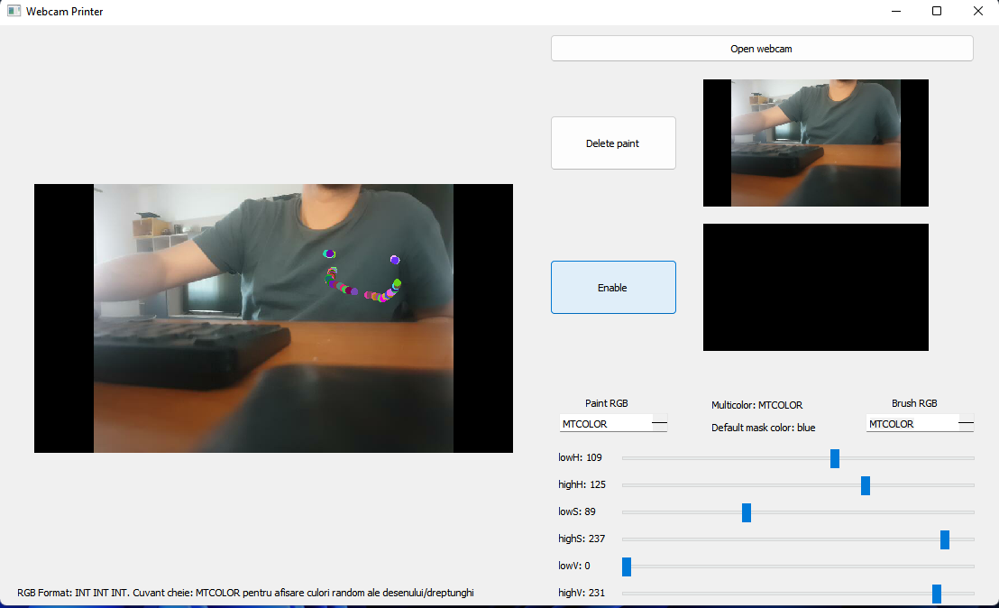 Webcam Printer
Open webcam
Delete paint
Enable
Paint RGB
MTCOLOR
Multicolor: MTCOLOR
Default mask color: blue
Brush RGB
MTCOLOR
lowH: 109
highH: 125
lowS: 89
highS: 237
lowV: 0
highV: 231
RGB Format: INT INT INT. Cuvant cheie: MTCOLOR pentru afisare culori random ale desenului/dreptunghi